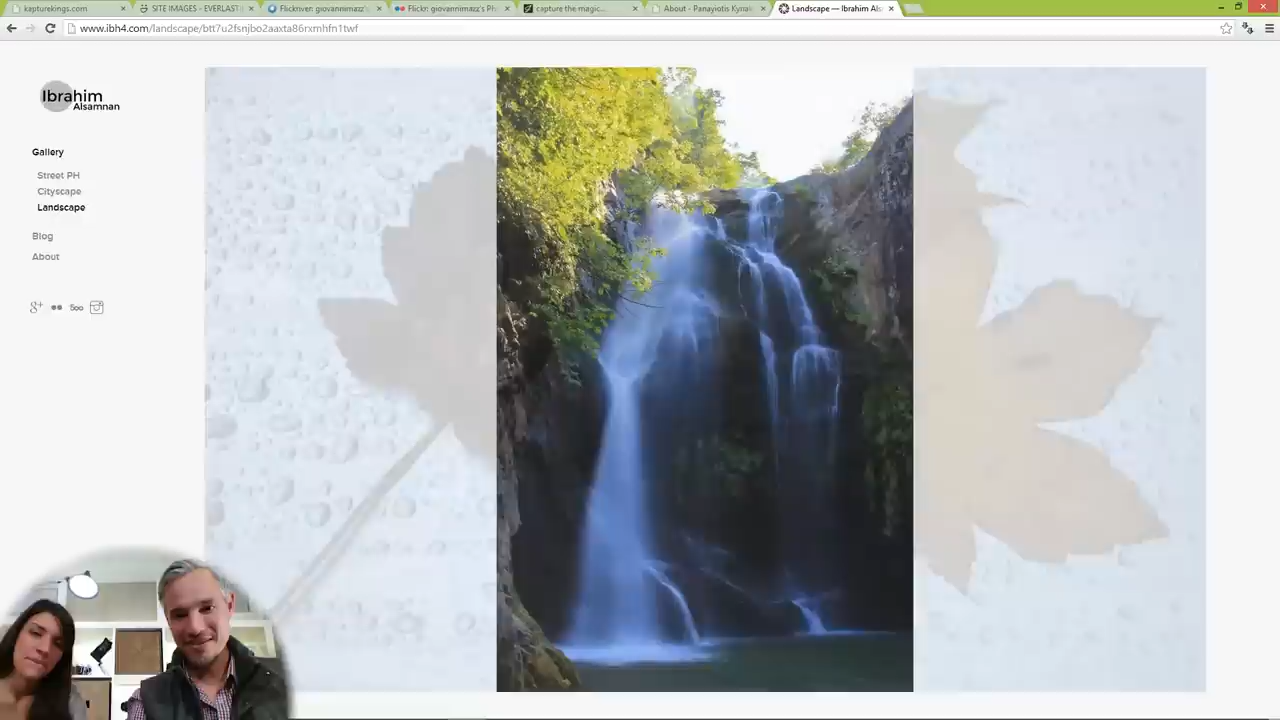 kapturekings.com
SITE IMAGES - EVERLAST
Flickriver: giovannimazz's
Flickr: giovannimazz's Ph
capture the magic...
About - Panayiotis Kyriak
Landscape — Ibrahim Als
www.ibh4.com/landscape/btt7u2fsnjbo2aaxta86rxmhfn1twf
Ibrahim
Alsamnan
Gallery
Street PH
Cityscape
Landscape
Blog
About
g+
500